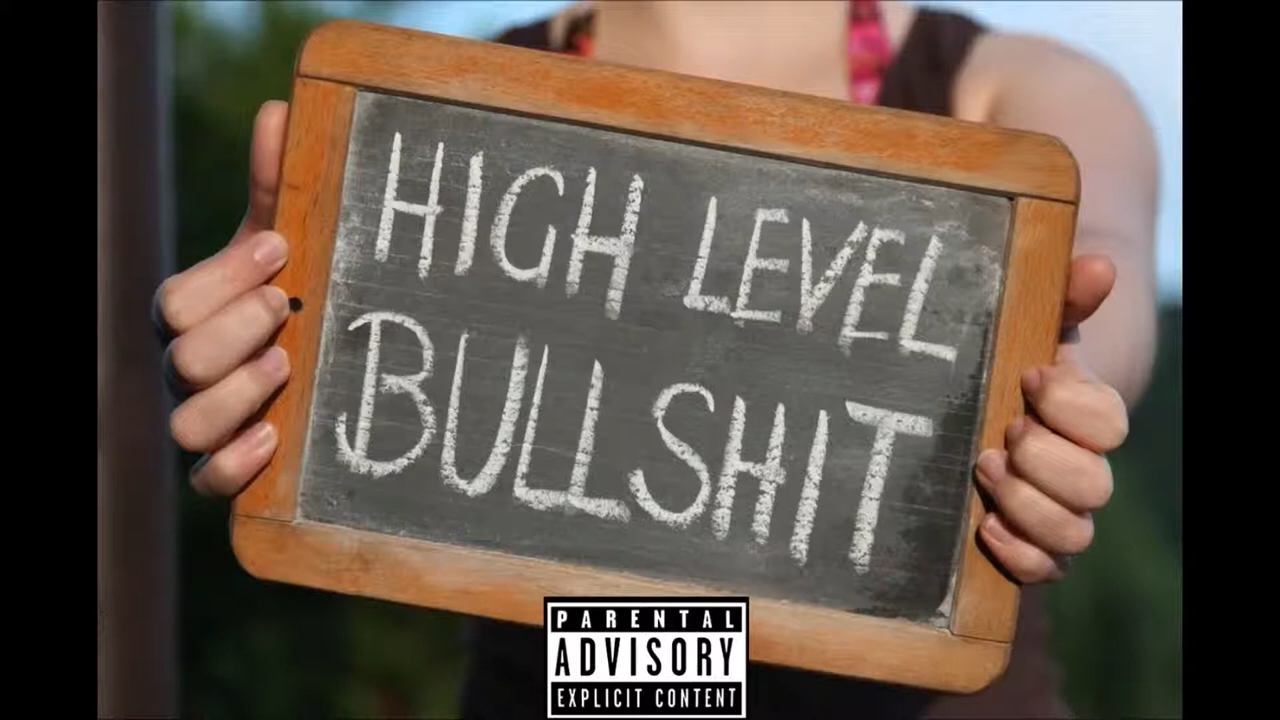 HIGH LEVEL
BULLSHIT
PARENTAL
ADVISORY
EXPLICIT CONTENT